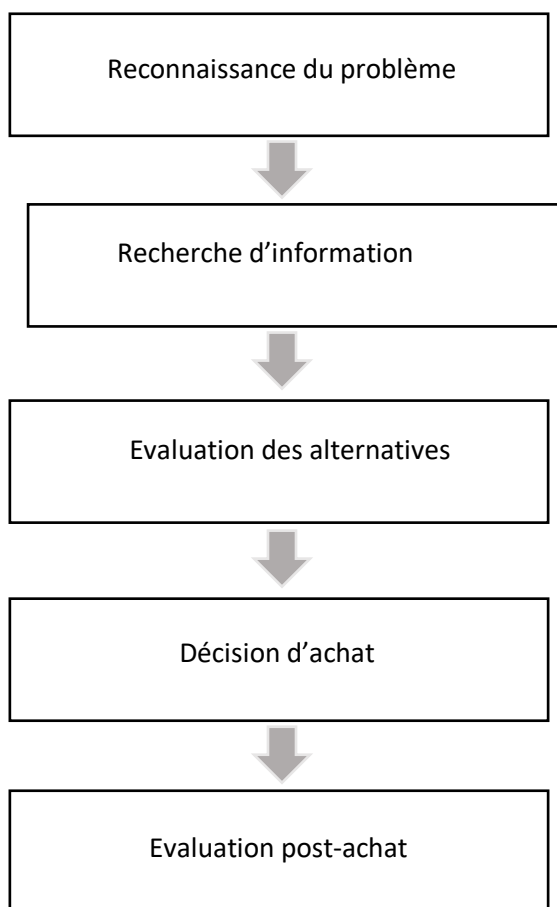 Reconnaissance du problème
Recherche d’information
Evaluation des alternatives
Décision d’achat
Evaluation post-achat